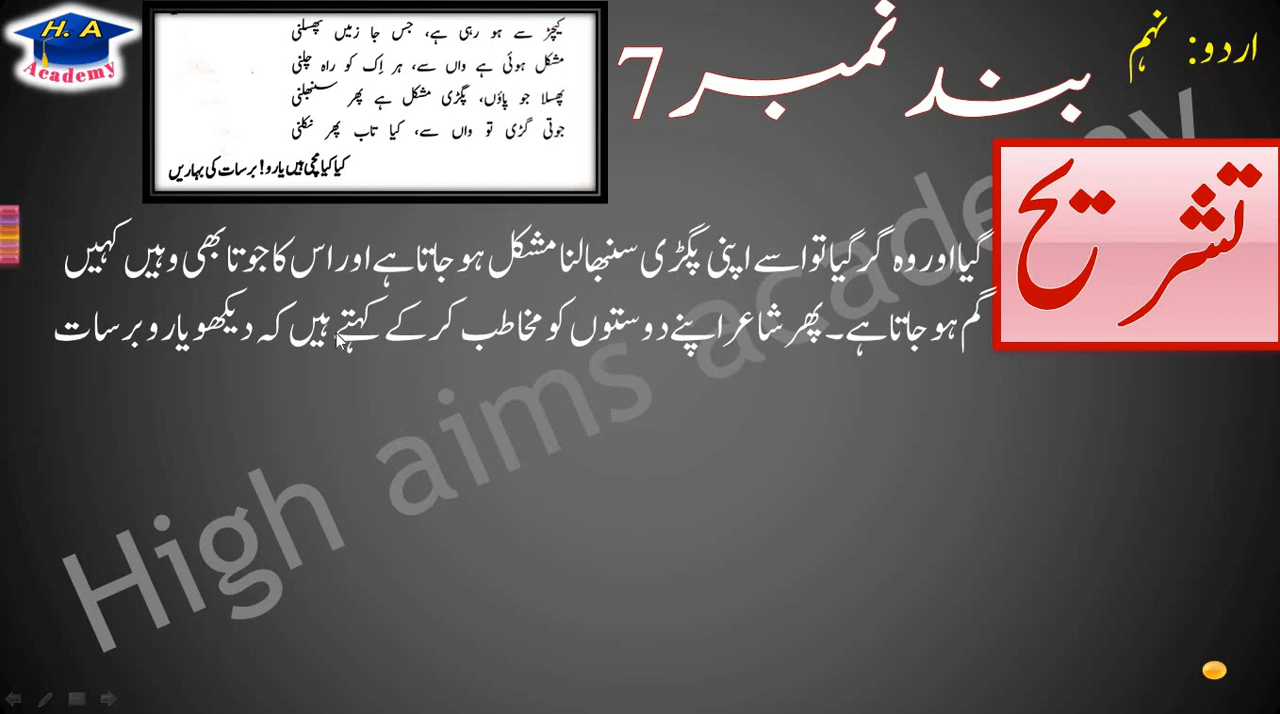 H. A
Academy
اردو: نہم
بند نمبر 7
کیچڑ سے ہو رہی ہے، جس جا زمیں پھسلنی
مشکل ہوئی ہے واں سے، ہر اِک کو راہ چلنی
پھسلا جو پاؤں، پگڑی مشکل ہے پھر سنبھلنی
جوتی گڑی تو واں سے، کیا تاب پھر نکلنی
کیا کیا مچی ہیں یارو! برسات کی بہاریں
تشریح
گیا اور وہ گر گیا تو اسے اپنی پگڑی سنبھالنا مشکل ہو جاتا ہے اور اس کا جوتا بھی وہیں کہیں
گم ہو جاتا ہے۔ پھر شاعر اپنے دوستوں کو مخاطب کر کے کہتے ہیں کہ دیکھو یارو برسات
High aims academy